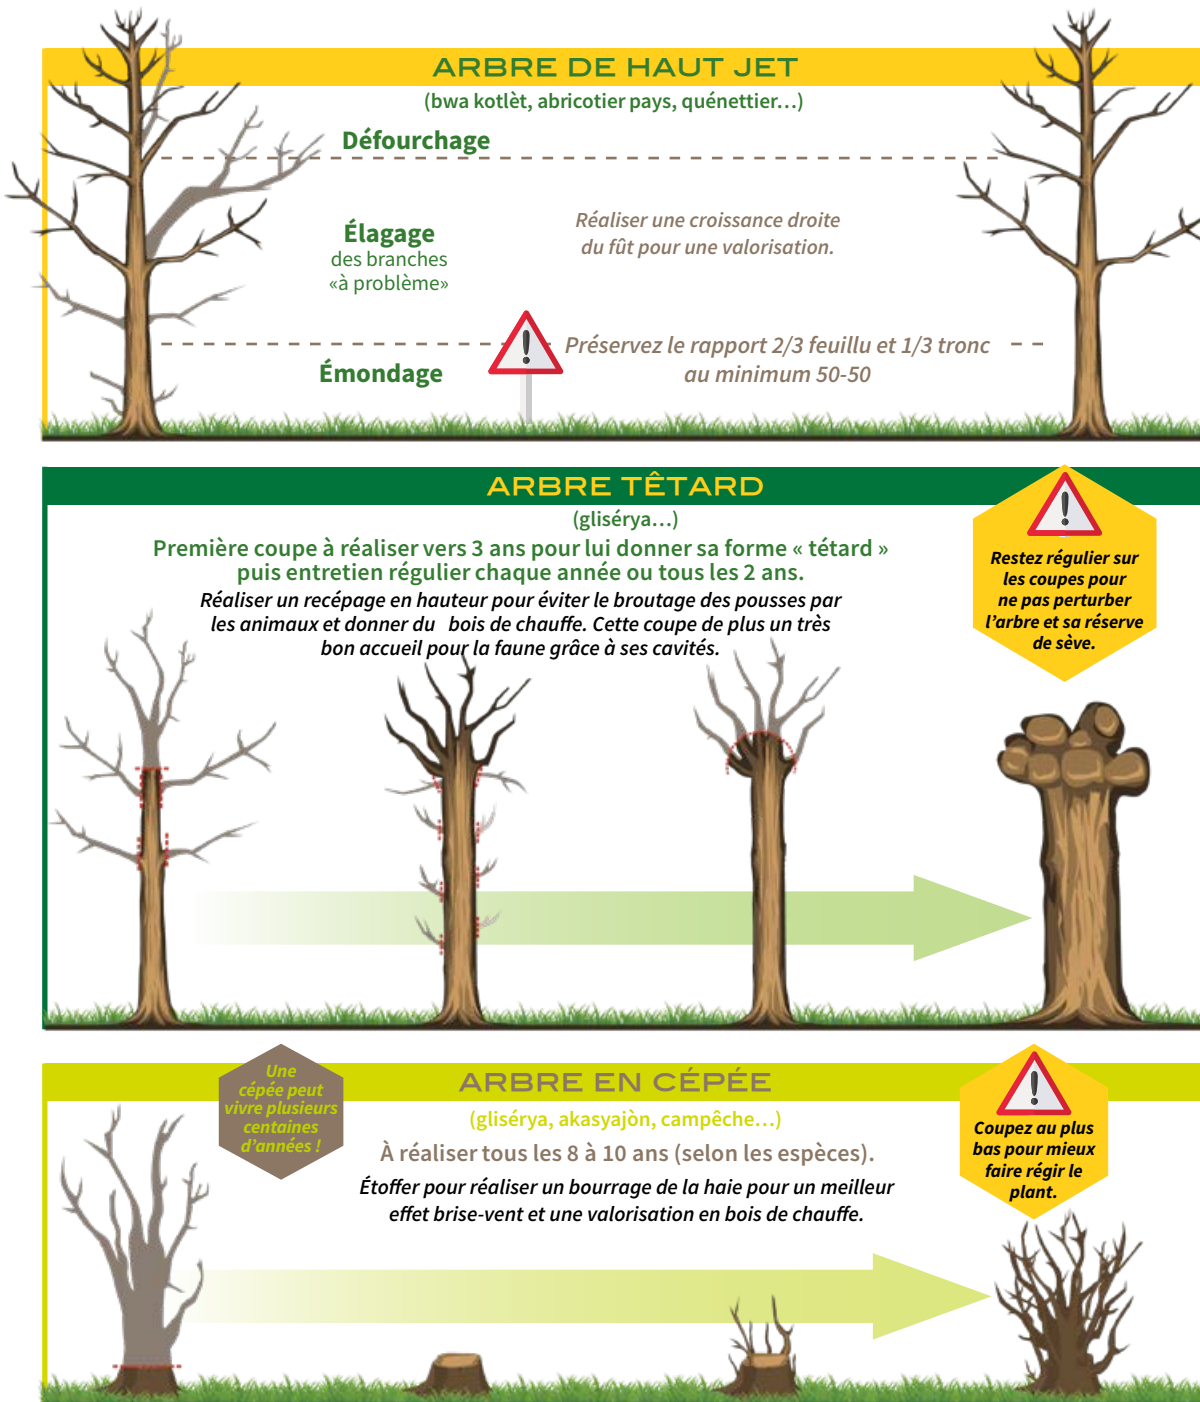 ARBRE DE HAUT JET
(bwa kotlèt, abricotier pays, quénettier...)
Défourchage
Élagage
des branches
«à problème»
Réaliser une croissance droite
du fût pour une valorisation.
!
Préservez le rapport 2/3 feuillu et 1/3 tronc
au minimum 50-50
Émondage
ARBRE TÊTARD
(glisérya...)
Première coupe à réaliser vers 3 ans pour lui donner sa forme « tétard »
puis entretien régulier chaque année ou tous les 2 ans.
Réaliser un recépage en hauteur pour éviter le broutage des pousses par
les animaux et donner du bois de chauffe. Cette coupe de plus un très
bon accueil pour la faune grâce à ses cavités.
!
Restez régulier sur
les coupes pour
ne pas perturber
l'arbre et sa réserve
de sève.
Une
cépée peut
vivre plusieurs
centaines
d'années !
ARBRE EN CÉPÉE
(glisérya, akasyajòn, campêche...)
À réaliser tous les 8 à 10 ans (selon les espèces).
Étoffer pour réaliser un bourrage de la haie pour un meilleur
effet brise-vent et une valorisation en bois de chauffe.
!
Coupez au plus
bas pour mieux
faire régir le
plant.